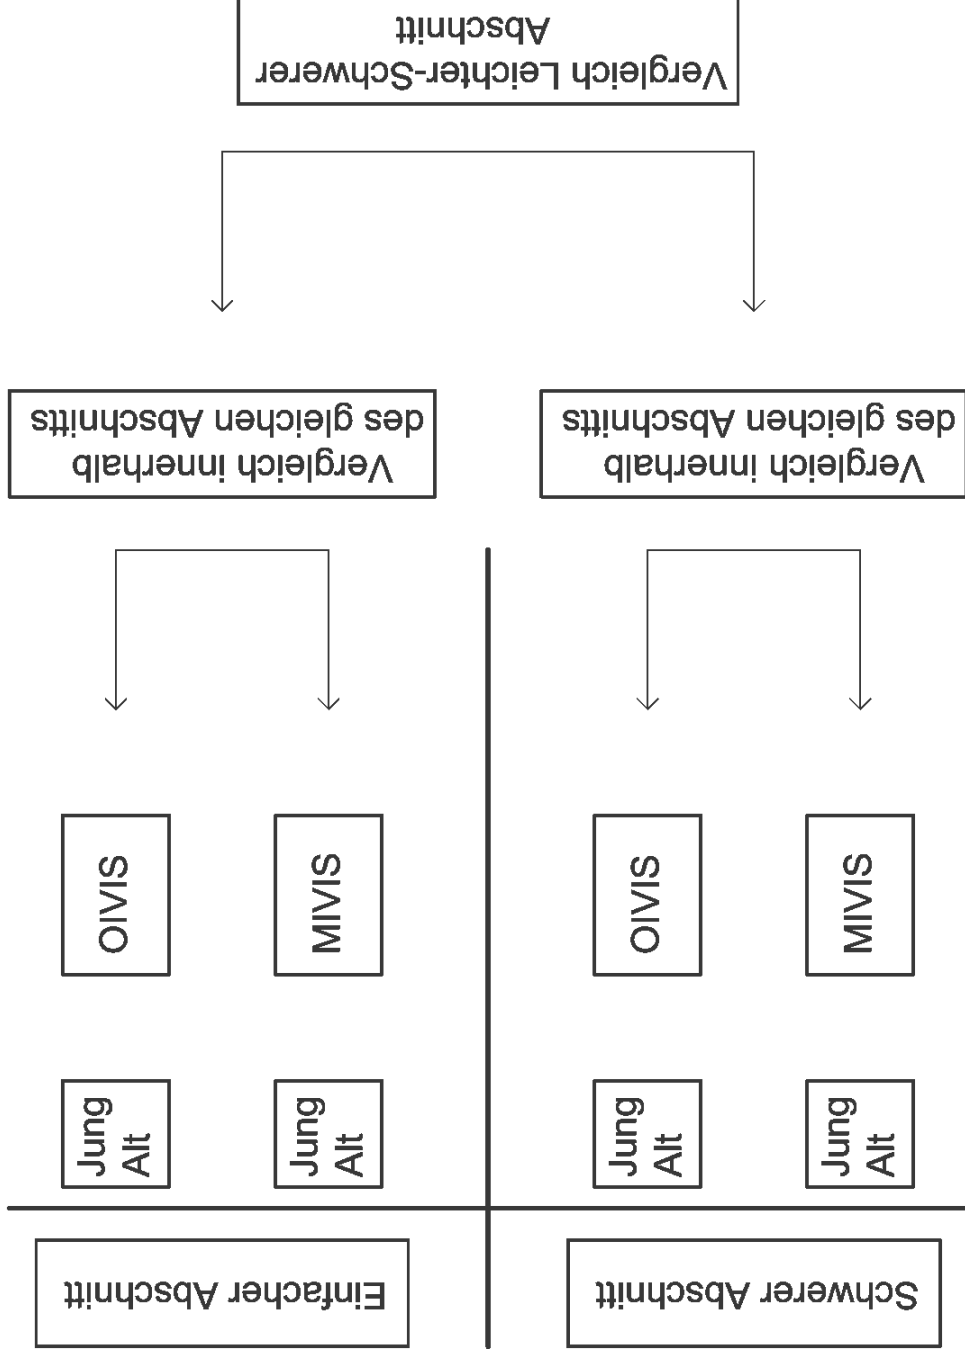 Einfacher Abschnitt
Jung
Alt
OIVIS
Jung
Alt
MIVIS
Vergleich innerhalb
des gleichen Abschnitts
Schwerer Abschnitt
Jung
Alt
OIVIS
Jung
Alt
MIVIS
Vergleich innerhalb
des gleichen Abschnitts
Vergleich Leichter-Schwerer
Abschnitt